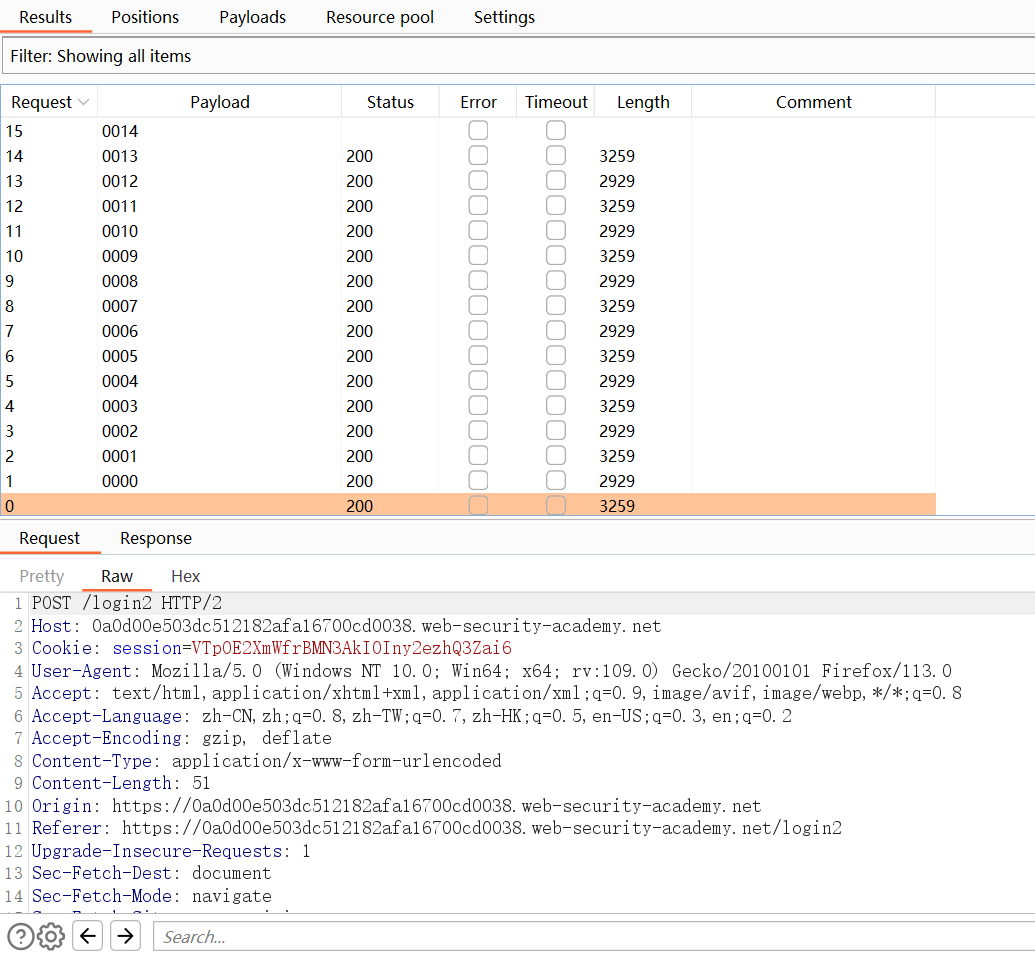 Results Positions Payloads Resource pool Settings
Filter: Showing all items
Request Payload Status Error Timeout Length Comment
15 0014
14 0013 200 3259
13 0012 200 2929
12 0011 200 3259
11 0010 200 2929
10 0009 200 3259
9 0008 200 2929
8 0007 200 3259
7 0006 200 2929
6 0005 200 3259
5 0004 200 2929
4 0003 200 3259
3 0002 200 2929
2 0001 200 3259
1 0000 200 2929
0 200 3259
Request Response
Pretty Raw Hex
1 POST /login2 HTTP/2
2 Host: 0a0d00e503dc512182afa16700cd0038.web-security-academy.net
3 Cookie: session=VTpOE2XmWfrBMN3AkIOIny2ezhQ3Zai6
4 User-Agent: Mozilla/5.0 (Windows NT 10.0; Win64; x64; rv:109.0) Gecko/20100101 Firefox/113.0
5 Accept: text/html,application/xhtml+xml,application/xml;q=0.9,image/avif,image/webp,*/*;q=0.8
6 Accept-Language: zh-CN,zh;q=0.8,zh-TW;q=0.7,zh-HK;q=0.5,en-US;q=0.3,en;q=0.2
7 Accept-Encoding: gzip, deflate
8 Content-Type: application/x-www-form-urlencoded
9 Content-Length: 51
10 Origin: https://0a0d00e503dc512182afa16700cd0038.web-security-academy.net
11 Referer: https://0a0d00e503dc512182afa16700cd0038.web-security-academy.net/login2
12 Upgrade-Insecure-Requests: 1
13 Sec-Fetch-Dest: document
14 Sec-Fetch-Mode: navigate
Search...